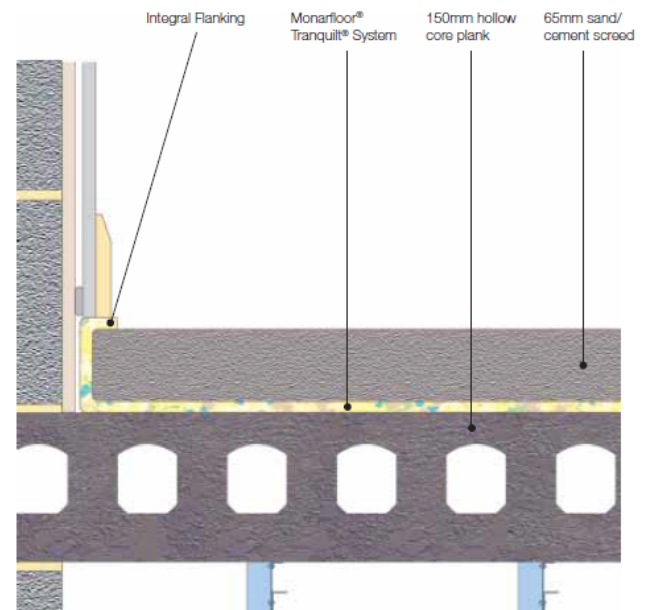 Integral Flanking
Monarfloor®
Tranquilt® System
150mm hollow
core plank
65mm sand/
cement screed